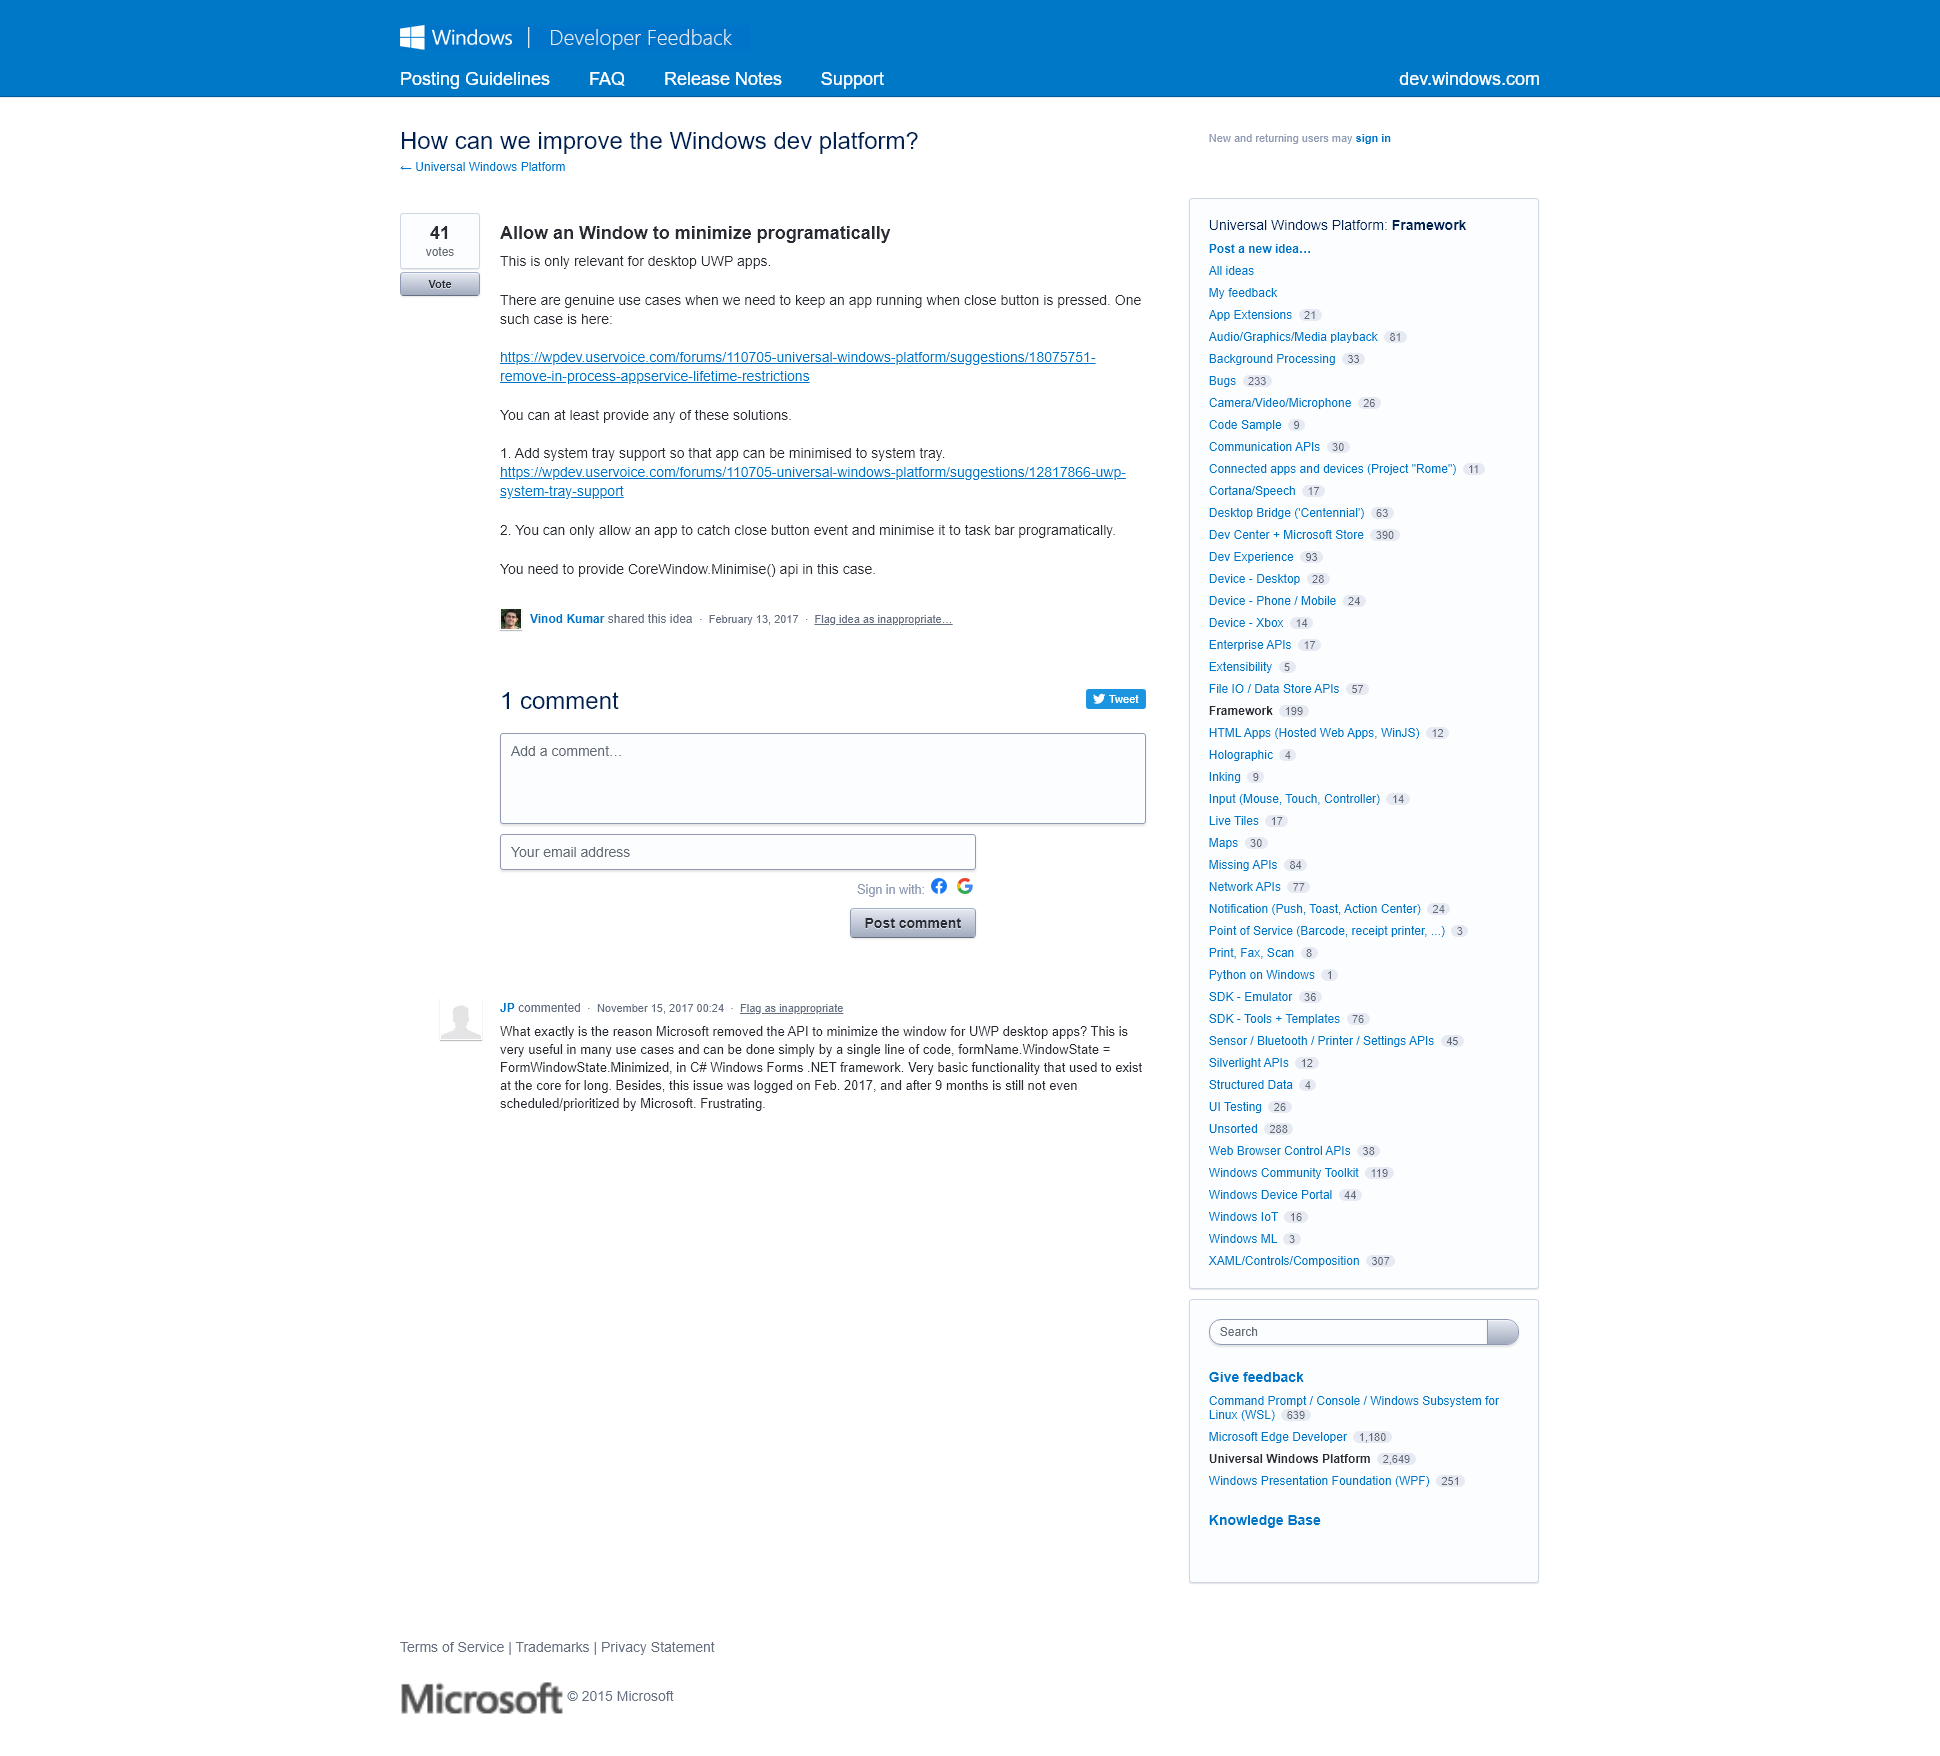 Windows | Developer Feedback
Posting Guidelines FAQ Release Notes Support dev.windows.com
How can we improve the Windows dev platform?
← Universal Windows Platform
New and returning users may sign in
41
votes
Vote
Allow an Window to minimize programatically
This is only relevant for desktop UWP apps.
There are genuine use cases when we need to keep an app running when close button is pressed. One
such case is here:
https://wpdev.uservoice.com/forums/110705-universal-windows-platform/suggestions/18075751-
remove-in-process-appservice-lifetime-restrictions
You can at least provide any of these solutions.
1. Add system tray support so that app can be minimised to system tray.
https://wpdev.uservoice.com/forums/110705-universal-windows-platform/suggestions/12817866-uwp-
system-tray-support
2. You can only allow an app to catch close button event and minimise it to task bar programatically.
You need to provide CoreWindow.Minimise() api in this case.
Vinod Kumar shared this idea · February 13, 2017 · Flag idea as inappropriate…
1 comment
Tweet
Add a comment…
Your email address
Sign in with:
Post comment
JP commented · November 15, 2017 00:24 · Flag as inappropriate
What exactly is the reason Microsoft removed the API to minimize the window for UWP desktop apps? This is
very useful in many use cases and can be done simply by a single line of code, formName.WindowState =
FormWindowState.Minimized, in C# Windows Forms .NET framework. Very basic functionality that used to exist
at the core for long. Besides, this issue was logged on Feb. 2017, and after 9 months is still not even
scheduled/prioritized by Microsoft. Frustrating.
Universal Windows Platform: Framework
Post a new idea…
All ideas
My feedback
App Extensions 21
Audio/Graphics/Media playback 81
Background Processing 33
Bugs 233
Camera/Video/Microphone 26
Code Sample 9
Communication APIs 30
Connected apps and devices (Project "Rome") 11
Cortana/Speech 17
Desktop Bridge ('Centennial') 63
Dev Center + Microsoft Store 390
Dev Experience 93
Device - Desktop 28
Device - Phone / Mobile 24
Device - Xbox 14
Enterprise APIs 17
Extensibility 5
File IO / Data Store APIs 57
Framework 199
HTML Apps (Hosted Web Apps, WinJS) 12
Holographic 4
Inking 9
Input (Mouse, Touch, Controller) 14
Live Tiles 17
Maps 30
Missing APIs 84
Network APIs 77
Notification (Push, Toast, Action Center) 24
Point of Service (Barcode, receipt printer, ...) 3
Print, Fax, Scan 8
Python on Windows 1
SDK - Emulator 36
SDK - Tools + Templates 76
Sensor / Bluetooth / Printer / Settings APIs 45
Silverlight APIs 12
Structured Data 4
UI Testing 26
Unsorted 288
Web Browser Control APIs 38
Windows Community Toolkit 119
Windows Device Portal 44
Windows IoT 16
Windows ML 3
XAML/Controls/Composition 307
Search
Give feedback
Command Prompt / Console / Windows Subsystem for
Linux (WSL) 639
Microsoft Edge Developer 1,180
Universal Windows Platform 2,649
Windows Presentation Foundation (WPF) 251
Knowledge Base
Terms of Service | Trademarks | Privacy Statement
Microsoft © 2015 Microsoft